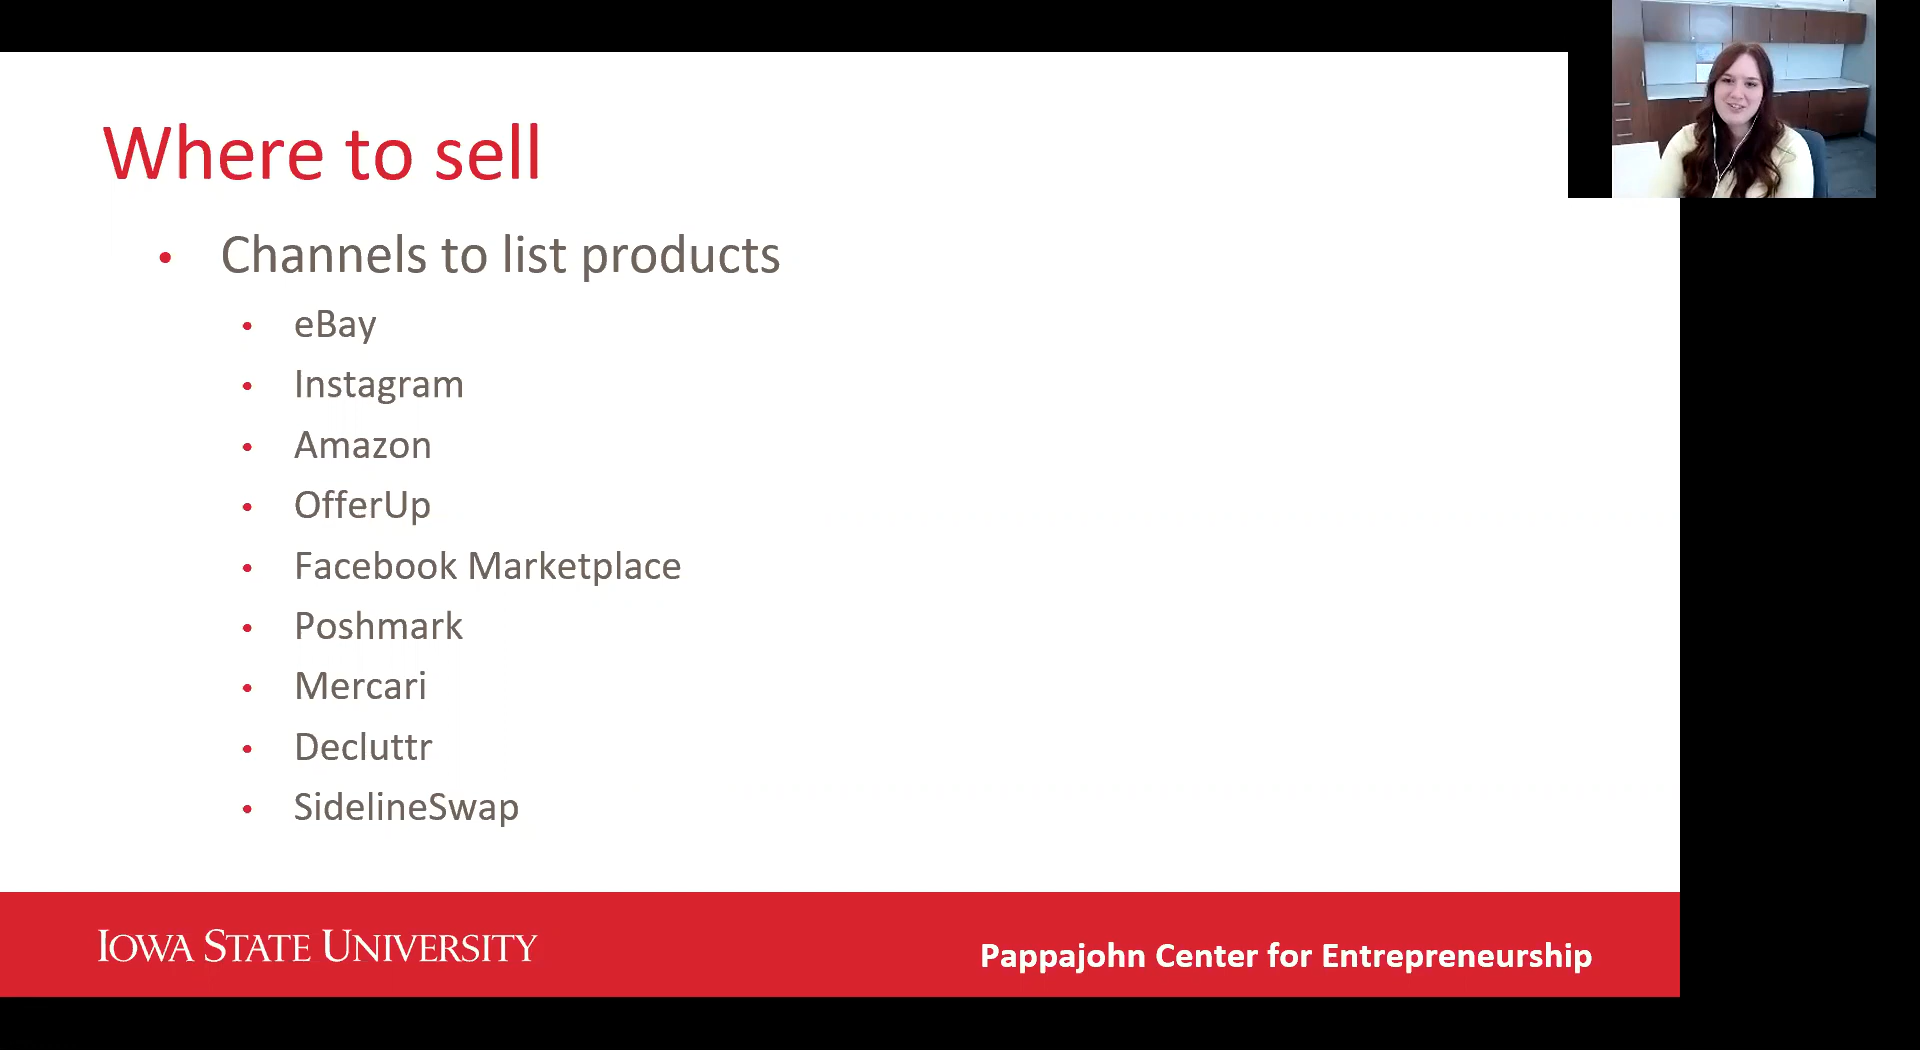 Where to sell
• Channels to list products
• eBay
• Instagram
• Amazon
• OfferUp
• Facebook Marketplace
• Poshmark
• Mercari
• Decluttr
• SidelineSwap
IOWA STATE UNIVERSITY
Pappajohn Center for Entrepreneurship